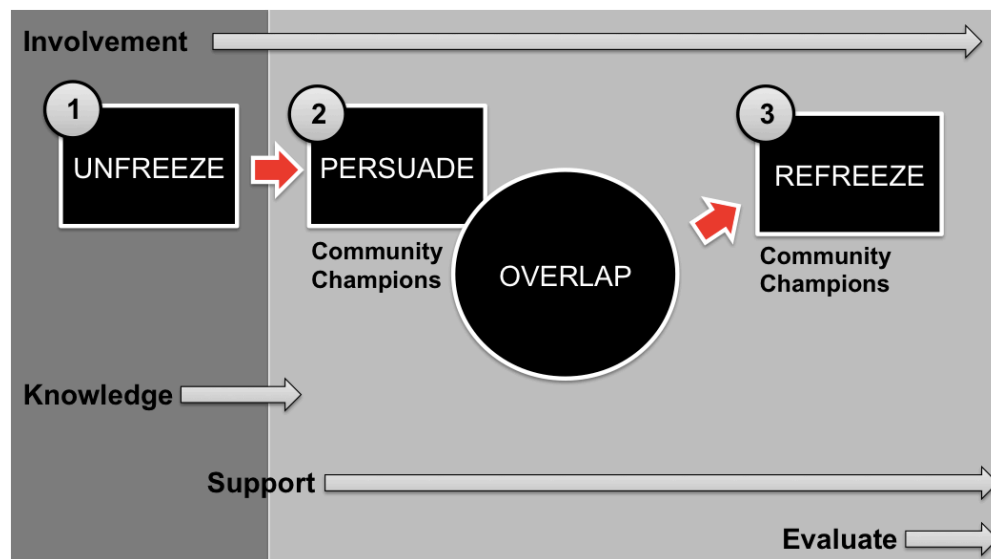 Involvement
1
2
3
UNFREEZE
PERSUADE
REFREEZE
Community
Champions
OVERLAP
Community
Champions
Knowledge
Support
Evaluate